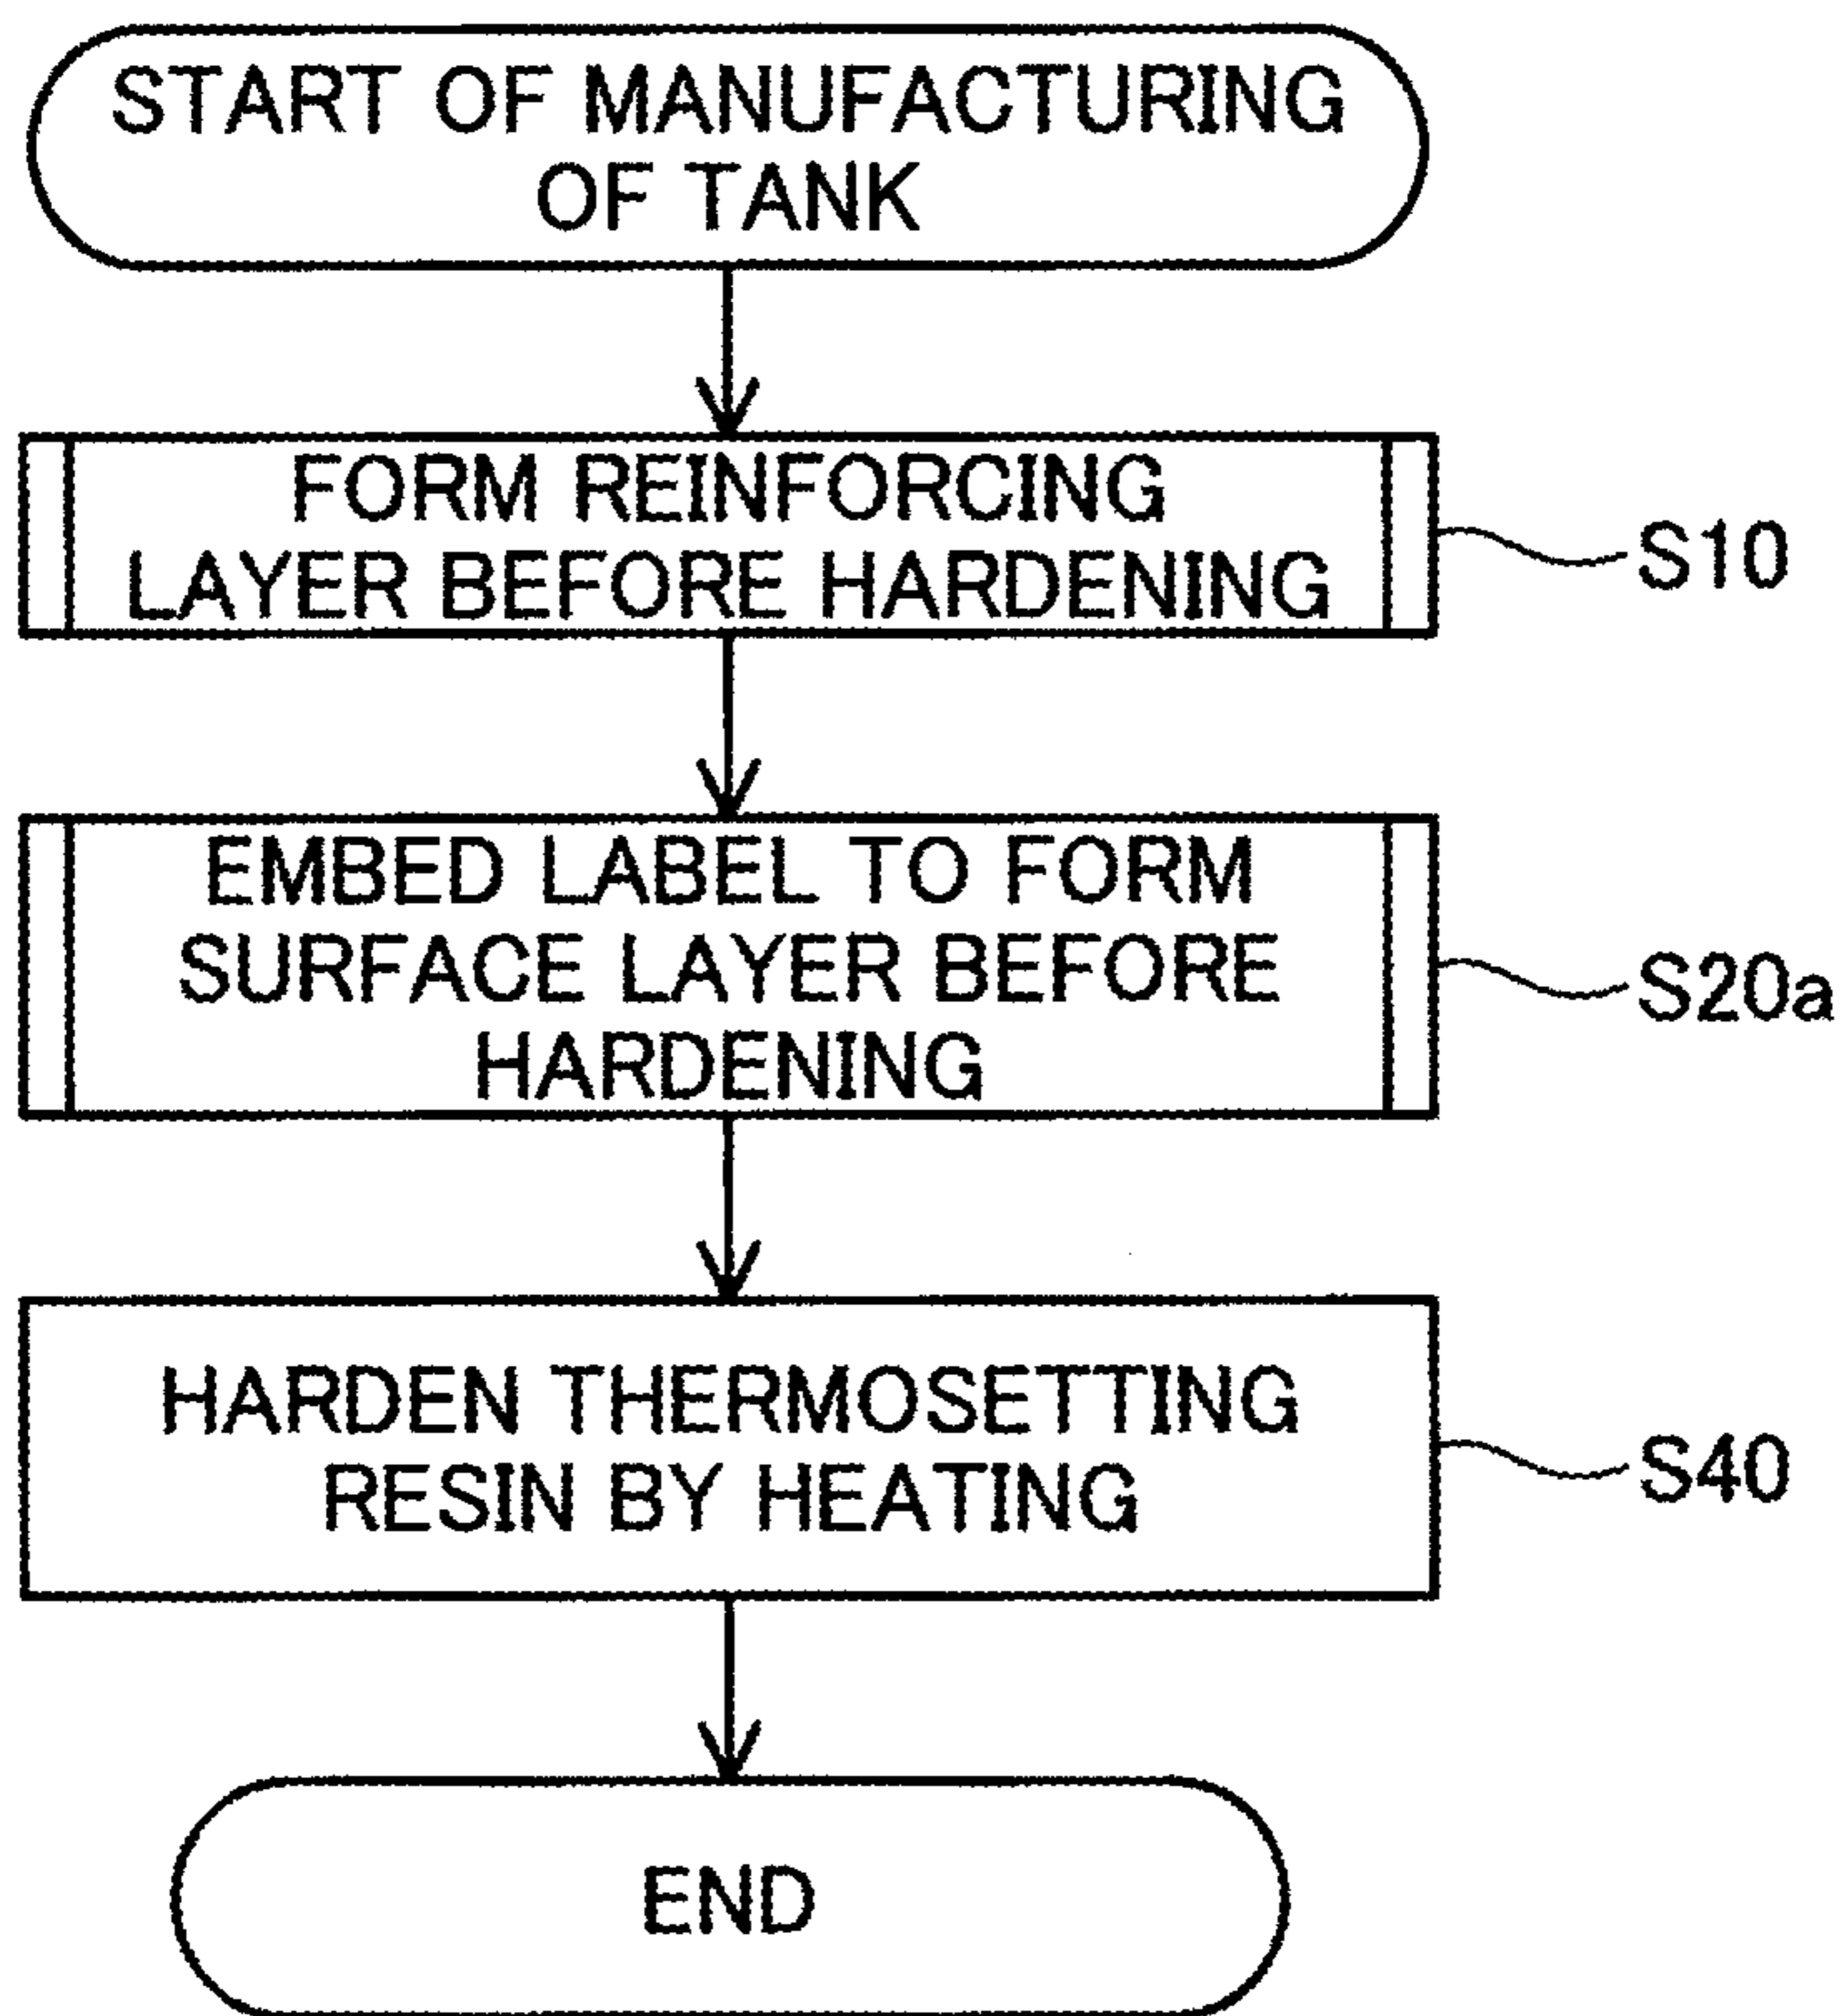 START OF MANUFACTURING
OF TANK
FORM REINFORCING
LAYER BEFORE HARDENING
S10
EMBED LABEL TO FORM
SURFACE LAYER BEFORE
HARDENING
S20a
HARDEN THERMOSETTING
RESIN BY HEATING
S40
END